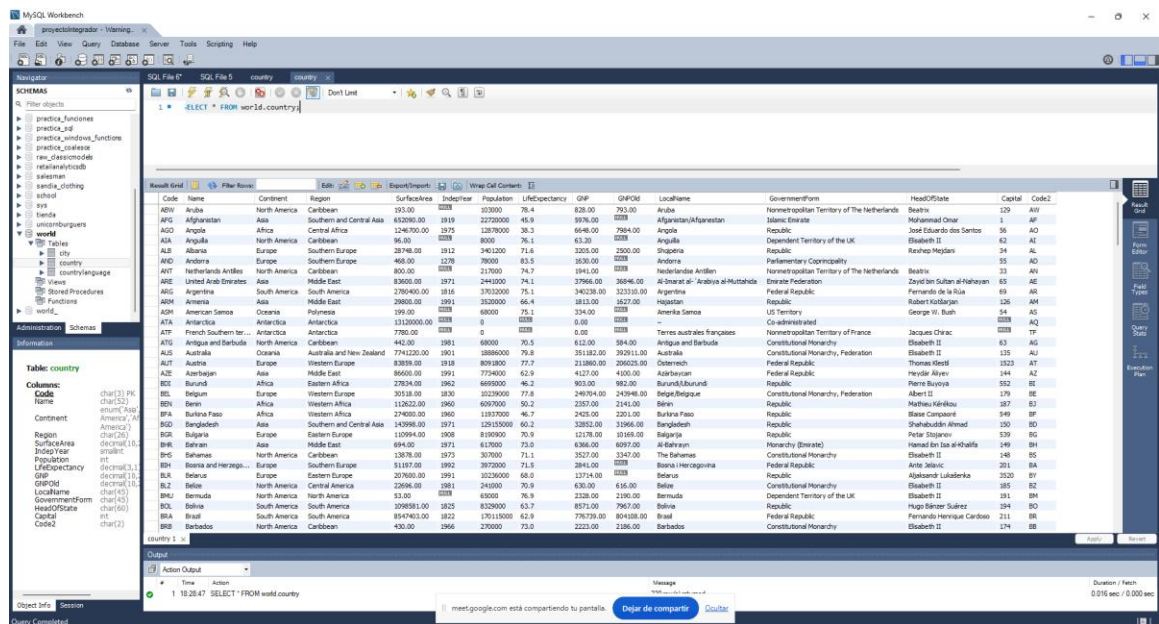 MySQL Workbench
proyectoIntegrador - Warning...
File Edit View Query Database Server Tools Scripting Help
Navigator
SCHEMAS
Filter objects
practica_funciones
practica_sql
practica_windows_functions
practica_coalesce
raw_classicmodels
retailanalyticsdb
salesman
sandia_clothing
school
sys
tienda
unicornburguers
world
Tables
city
country
countrylanguage
Views
Stored Procedures
Functions
world_
Administration Schemas
Information
Table: country
Columns:
Code char(3) PK
Name char(52)
Continent
Region char(26)
SurfaceArea decimal(10,
IndepYear smallint
Population int
LifeExpectancy decimal(3,1
GNP decimal(10,
GNPOld decimal(10,
LocalName char(45)
GovernmentForm char(45)
HeadOfState char(60)
Capital int
Code2 char(2)
Object Info Session
Query Completed
SQL File 6* SQL File 5 country country
Don't Limit
1 SELECT * FROM world.country;
Result Grid Filter Rows: Edit: Export/Import: Wrap Cell Content:
Code Name Continent Region SurfaceArea IndepYear Population LifeExpectancy GNP GNPOld LocalName GovernmentForm HeadOfState Capital Code2
ABW Aruba North America Caribbean 193.00 NULL 103000 78.4 828.00 793.00 Aruba Nonmetropolitan Territory of The Netherlands Beatrix 129 AW
AFG Afghanistan Asia Southern and Central Asia 652090.00 1919 22720000 45.9 5976.00 NULL Afganistan/Afqanestan Islamic Emirate Mohammad Omar 1 AF
AGO Angola Africa Central Africa 1246700.00 1975 12878000 38.3 6648.00 7984.00 Angola Republic José Eduardo dos Santos 56 AO
AIA Anguilla North America Caribbean 96.00 NULL 8000 76.1 63.20 NULL Anguilla Dependent Territory of the UK Elisabeth II 62 AI
ALB Albania Europe Southern Europe 28748.00 1912 3401200 71.6 3205.00 2500.00 Shqipëria Republic Rexhep Mejdani 34 AL
AND Andorra Europe Southern Europe 468.00 1278 78000 83.5 1630.00 NULL Andorra Parliamentary Coprincipality 55 AD
ANT Netherlands Antilles North America Caribbean 800.00 NULL 217000 74.7 1941.00 NULL Nederlandse Antillen Nonmetropolitan Territory of The Netherlands Beatrix 33 AN
ARE United Arab Emirates Asia Middle East 83600.00 1971 2441000 74.1 37966.00 36846.00 Al-Imarat al-´Arabiya al-Muttahida Emirate Federation Zayid bin Sultan al-Nahayan 65 AE
ARG Argentina South America South America 2780400.00 1816 37032000 75.1 340238.00 323310.00 Argentina Federal Republic Fernando de la Rúa 69 AR
ARM Armenia Asia Middle East 29800.00 1991 3520000 66.4 1813.00 1627.00 Hajastan Republic Robert Kotšarjan 126 AM
ASM American Samoa Oceania Polynesia 199.00 NULL 68000 75.1 334.00 NULL Amerika Samoa US Territory George W. Bush 54 AS
ATA Antarctica Antarctica Antarctica 13120000.00 NULL 0 NULL 0.00 NULL – Co-administrated NULL AQ
ATF French Southern ter... Antarctica Antarctica 7780.00 NULL 0 NULL 0.00 NULL Terres australes françaises Nonmetropolitan Territory of France Jacques Chirac NULL TF
ATG Antigua and Barbuda North America Caribbean 442.00 1981 68000 70.5 612.00 584.00 Antigua and Barbuda Constitutional Monarchy Elisabeth II 63 AG
AUS Australia Oceania Australia and New Zealand 7741220.00 1901 18886000 79.8 351182.00 392911.00 Australia Constitutional Monarchy, Federation Elisabeth II 135 AU
AUT Austria Europe Western Europe 83859.00 1918 8091800 77.7 211860.00 206025.00 Österreich Federal Republic Thomas Klestil 1523 AT
AZE Azerbaijan Asia Middle East 86600.00 1991 7734000 62.9 4127.00 4100.00 Azärbaycan Federal Republic Heydär Äliyev 144 AZ
BDI Burundi Africa Eastern Africa 27834.00 1962 6695000 46.2 903.00 982.00 Burundi/Uburundi Republic Pierre Buyoya 552 BI
BEL Belgium Europe Western Europe 30518.00 1830 10239000 77.8 249704.00 243948.00 België/Belgique Constitutional Monarchy, Federation Albert II 179 BE
BEN Benin Africa Western Africa 112622.00 1960 6097000 50.2 2357.00 2141.00 Bénin Republic Mathieu Kérékou 187 BJ
BFA Burkina Faso Africa Western Africa 274000.00 1960 11937000 46.7 2425.00 2201.00 Burkina Faso Republic Blaise Compaoré 549 BF
BGD Bangladesh Asia Southern and Central Asia 143998.00 1971 129155000 60.2 32852.00 31966.00 Bangladesh Republic Shahabuddin Ahmad 150 BD
BGR Bulgaria Europe Eastern Europe 110994.00 1908 8190900 70.9 12178.00 10169.00 Balgarija Republic Petar Stojanov 539 BG
BHR Bahrain Asia Middle East 694.00 1971 617000 73.0 6366.00 6097.00 Al-Bahrayn Monarchy (Emirate) Hamad ibn Isa al-Khalifa 149 BH
BHS Bahamas North America Caribbean 13878.00 1973 307000 71.1 3527.00 3347.00 The Bahamas Constitutional Monarchy Elisabeth II 148 BS
BIH Bosnia and Herzego... Europe Southern Europe 51197.00 1992 3972000 71.5 2841.00 NULL Bosna i Hercegovina Federal Republic Ante Jelavic 201 BA
BLR Belarus Europe Eastern Europe 207600.00 1991 10236000 68.0 13714.00 NULL Belarus Republic Aljaksandr Lukašenka 3520 BY
BLZ Belize North America Central America 22696.00 1981 241000 70.9 630.00 616.00 Belize Constitutional Monarchy Elisabeth II 185 BZ
BMU Bermuda North America North America 53.00 NULL 65000 76.9 2328.00 2190.00 Bermuda Dependent Territory of the UK Elisabeth II 191 BM
BOL Bolivia South America South America 1098581.00 1825 8329000 63.7 8571.00 7967.00 Bolivia Republic Hugo Bánzer Suárez 194 BO
BRA Brazil South America South America 8547403.00 1822 170115000 62.9 776739.00 804108.00 Brasil Federal Republic Fernando Henrique Cardoso 211 BR
BRB Barbados North America Caribbean 430.00 1966 270000 73.0 2223.00 2186.00 Barbados Constitutional Monarchy Elisabeth II 174 BB
Result Grid
Form Editor
Field Types
Query Stats
Execution Plan
country 1 Apply Revert
Output
Action Output
# Time Action Message Duration / Fetch
1 18:28:47 SELECT * FROM world.country 0.016 sec / 0.000 sec
meet.google.com está compartiendo tu pantalla. Dejar de compartir Ocultar